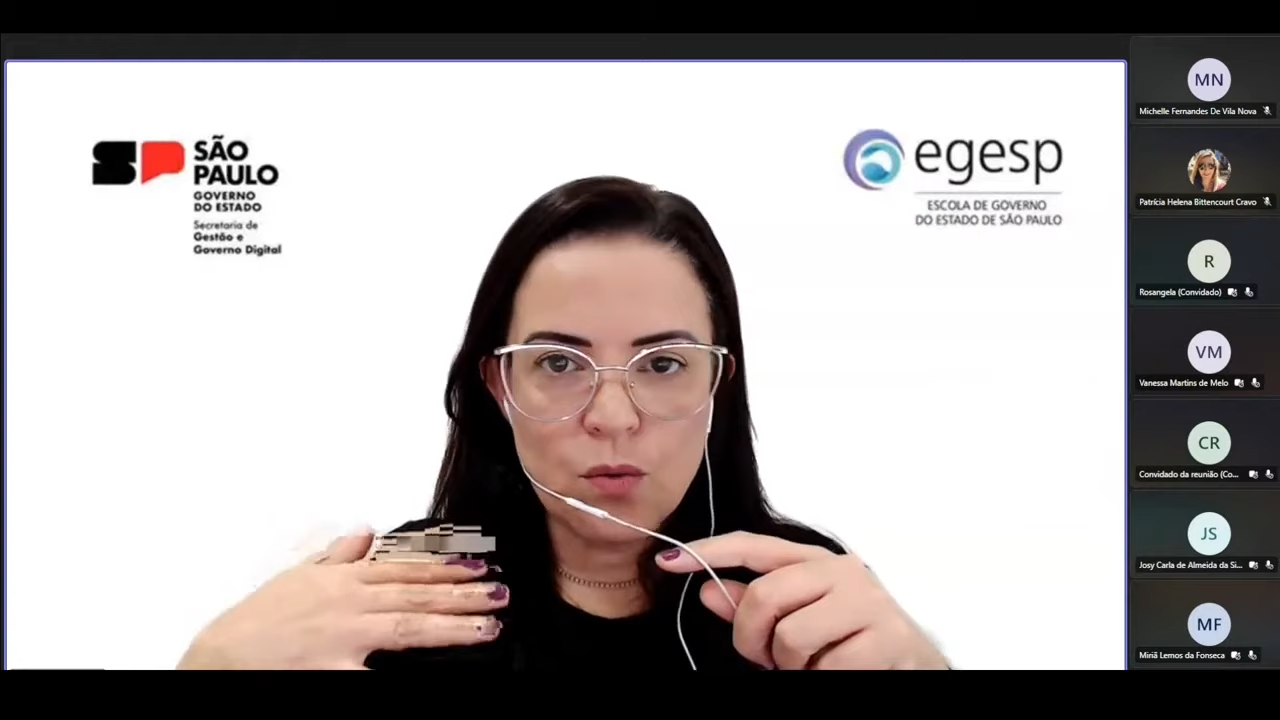 SÃO
PAULO
GOVERNO
DO ESTADO
Secretaria de
Gestão e
Governo Digital
egesp
ESCOLA DE GOVERNO
DO ESTADO DE SÃO PAULO
MN
Michelle Fernandes De Vila Nova
Patrícia Helena Bittencourt Cravo
R
Rosangela (Convidado)
VM
Vanessa Martins de Melo
CR
Convidado da reunião (Co...
JS
Josy Carla de Almeida da Si...
MF
Miriã Lemos da Fonseca